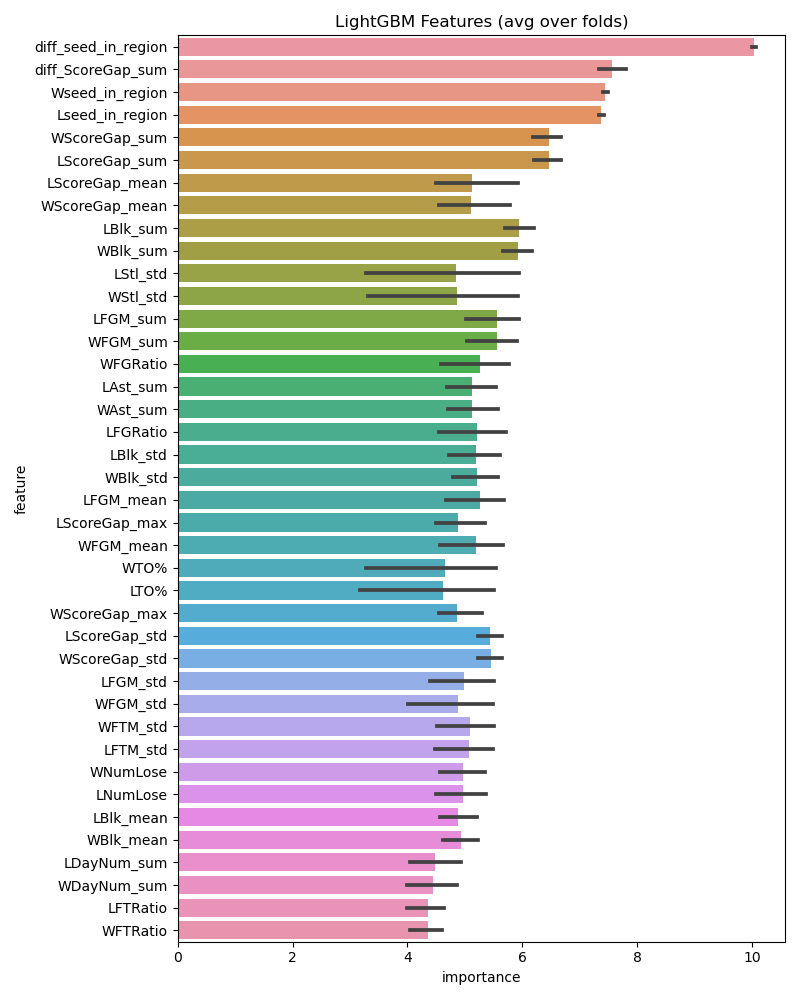 LightGBM Features (avg over folds)
diff_seed_in_region
diff_ScoreGap_sum
Wseed_in_region
Lseed_in_region
WScoreGap_sum
LScoreGap_sum
LScoreGap_mean
WScoreGap_mean
LBlk_sum
WBlk_sum
LStl_std
WStl_std
LFGM_sum
WFGM_sum
WFGRatio
LAst_sum
WAst_sum
LFGRatio
LBlk_std
WBlk_std
LFGM_mean
LScoreGap_max
WFGM_mean
WTO%
LTO%
WScoreGap_max
LScoreGap_std
WScoreGap_std
LFGM_std
WFGM_std
WFTM_std
LFTM_std
WNumLose
LNumLose
LBlk_mean
WBlk_mean
LDayNum_sum
WDayNum_sum
LFTRatio
WFTRatio
feature
0 2 4 6 8 10
importance